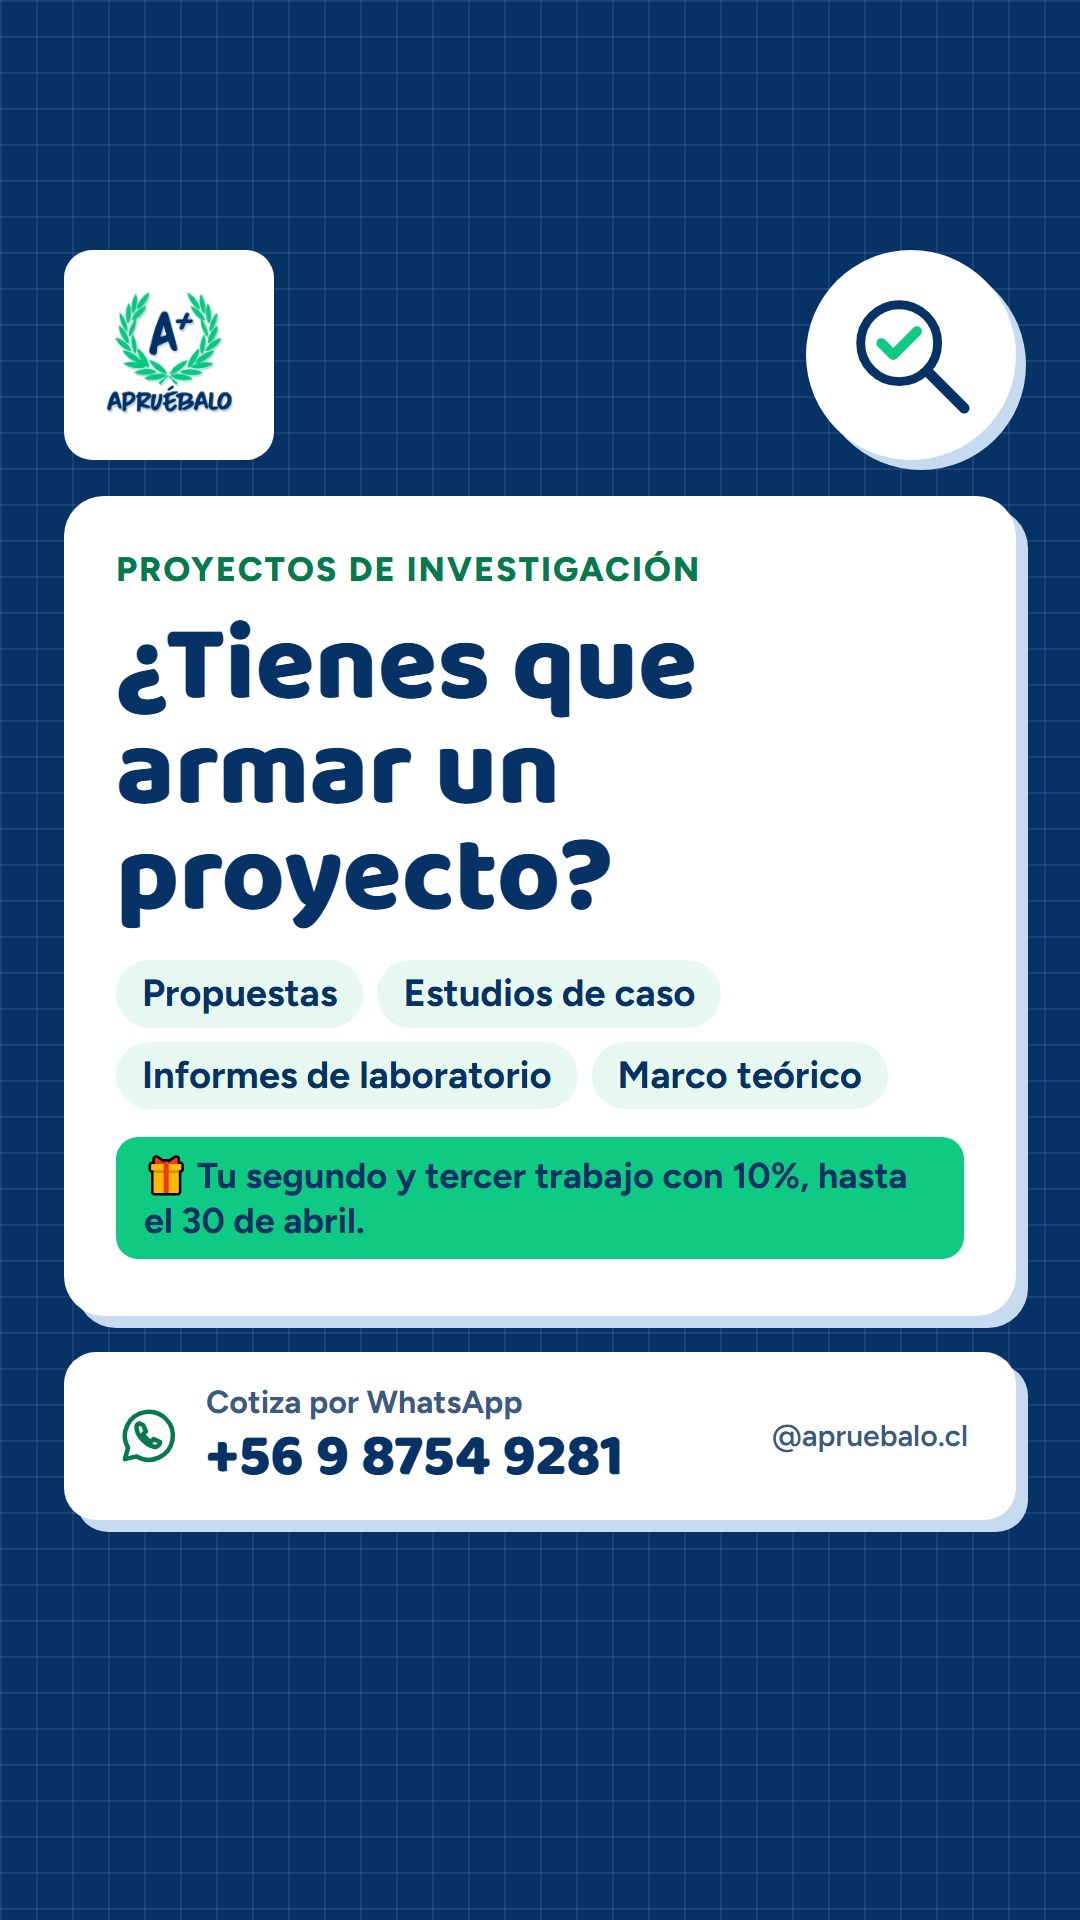 A+
APRUÉBALO
PROYECTOS DE INVESTIGACIÓN
¿Tienes que
armar un
proyecto?
Propuestas
Estudios de caso
Informes de laboratorio
Marco teórico
🎁 Tu segundo y tercer trabajo con 10%, hasta
el 30 de abril.
Cotiza por WhatsApp
+56 9 8754 9281
@apruebalo.cl